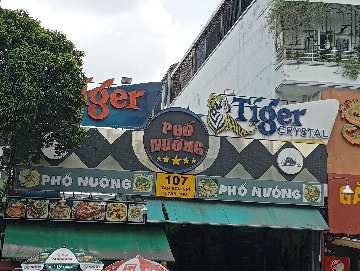 Tiger
Tiger
CRYSTAL
PHỐ
NƯỚNG
PHỐ NƯỚNG
107
PHỐ NƯỚNG